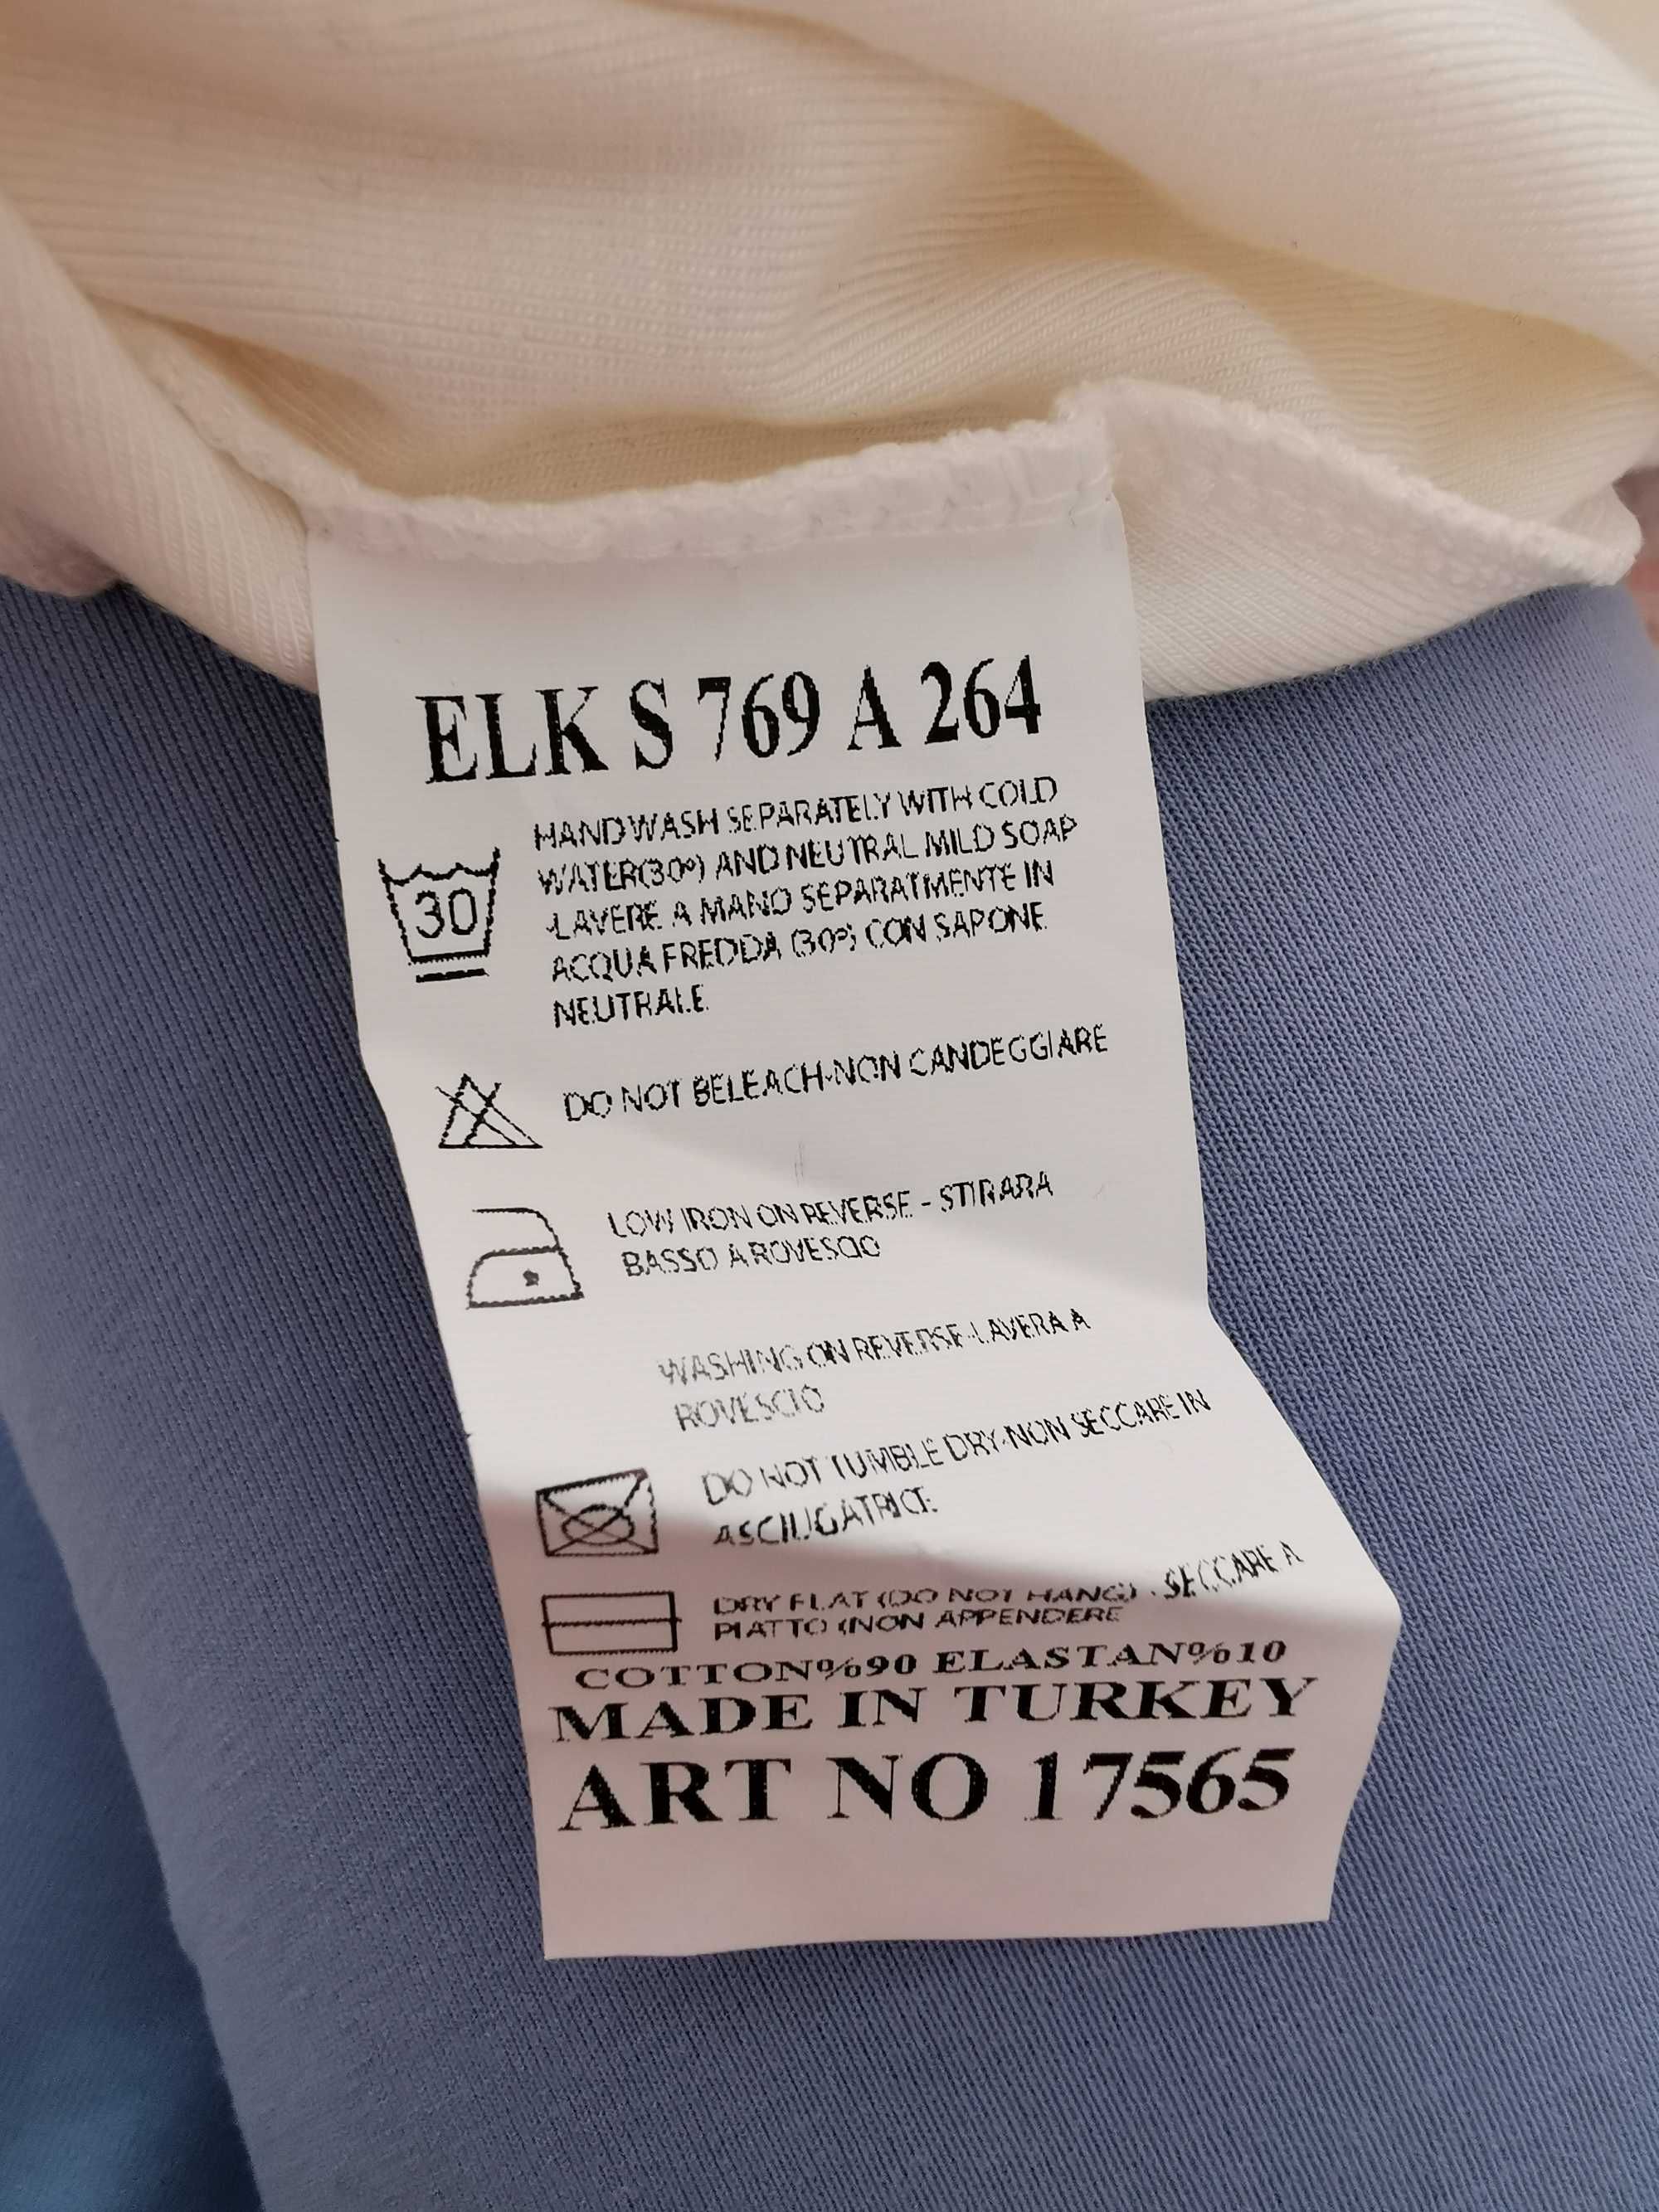 ELK S 769 A 264
HANDWASH SEPARATELY WITH COLD
WATER(30º) AND NEUTRAL MILD SOAP
-LAVERE A MANO SEPARATMENTE IN
ACQUA FREDDA (30º) CON SAPONE
NEUTRALE
30
DO NOT BELEACH-NON CANDEGGIARE
LOW IRON ON REVERSE - STIRARA
BASSO A ROVESCIO
WASHING ON REVERSE-LAVERA A
ROVESCIO
DO NOT TUMBLE DRY-NON SECCARE IN
ASCIUGATRICE
DRY FLAT (DO NOT HANG) - SECCARE A
PIATTO (NON APPENDERE
COTTON%90 ELASTAN%10
MADE IN TURKEY
ART NO 17565